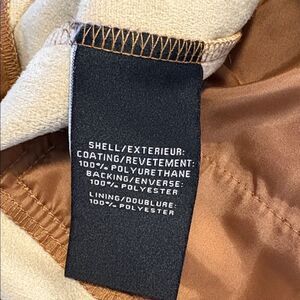 SHELL/EXTERIEUR:
COATING/REVETEMENT:
100% POLYURETHANE
BACKING/ENVERSE:
100% POLYESTER
LINING/DOUBLURE:
100% POLYESTER